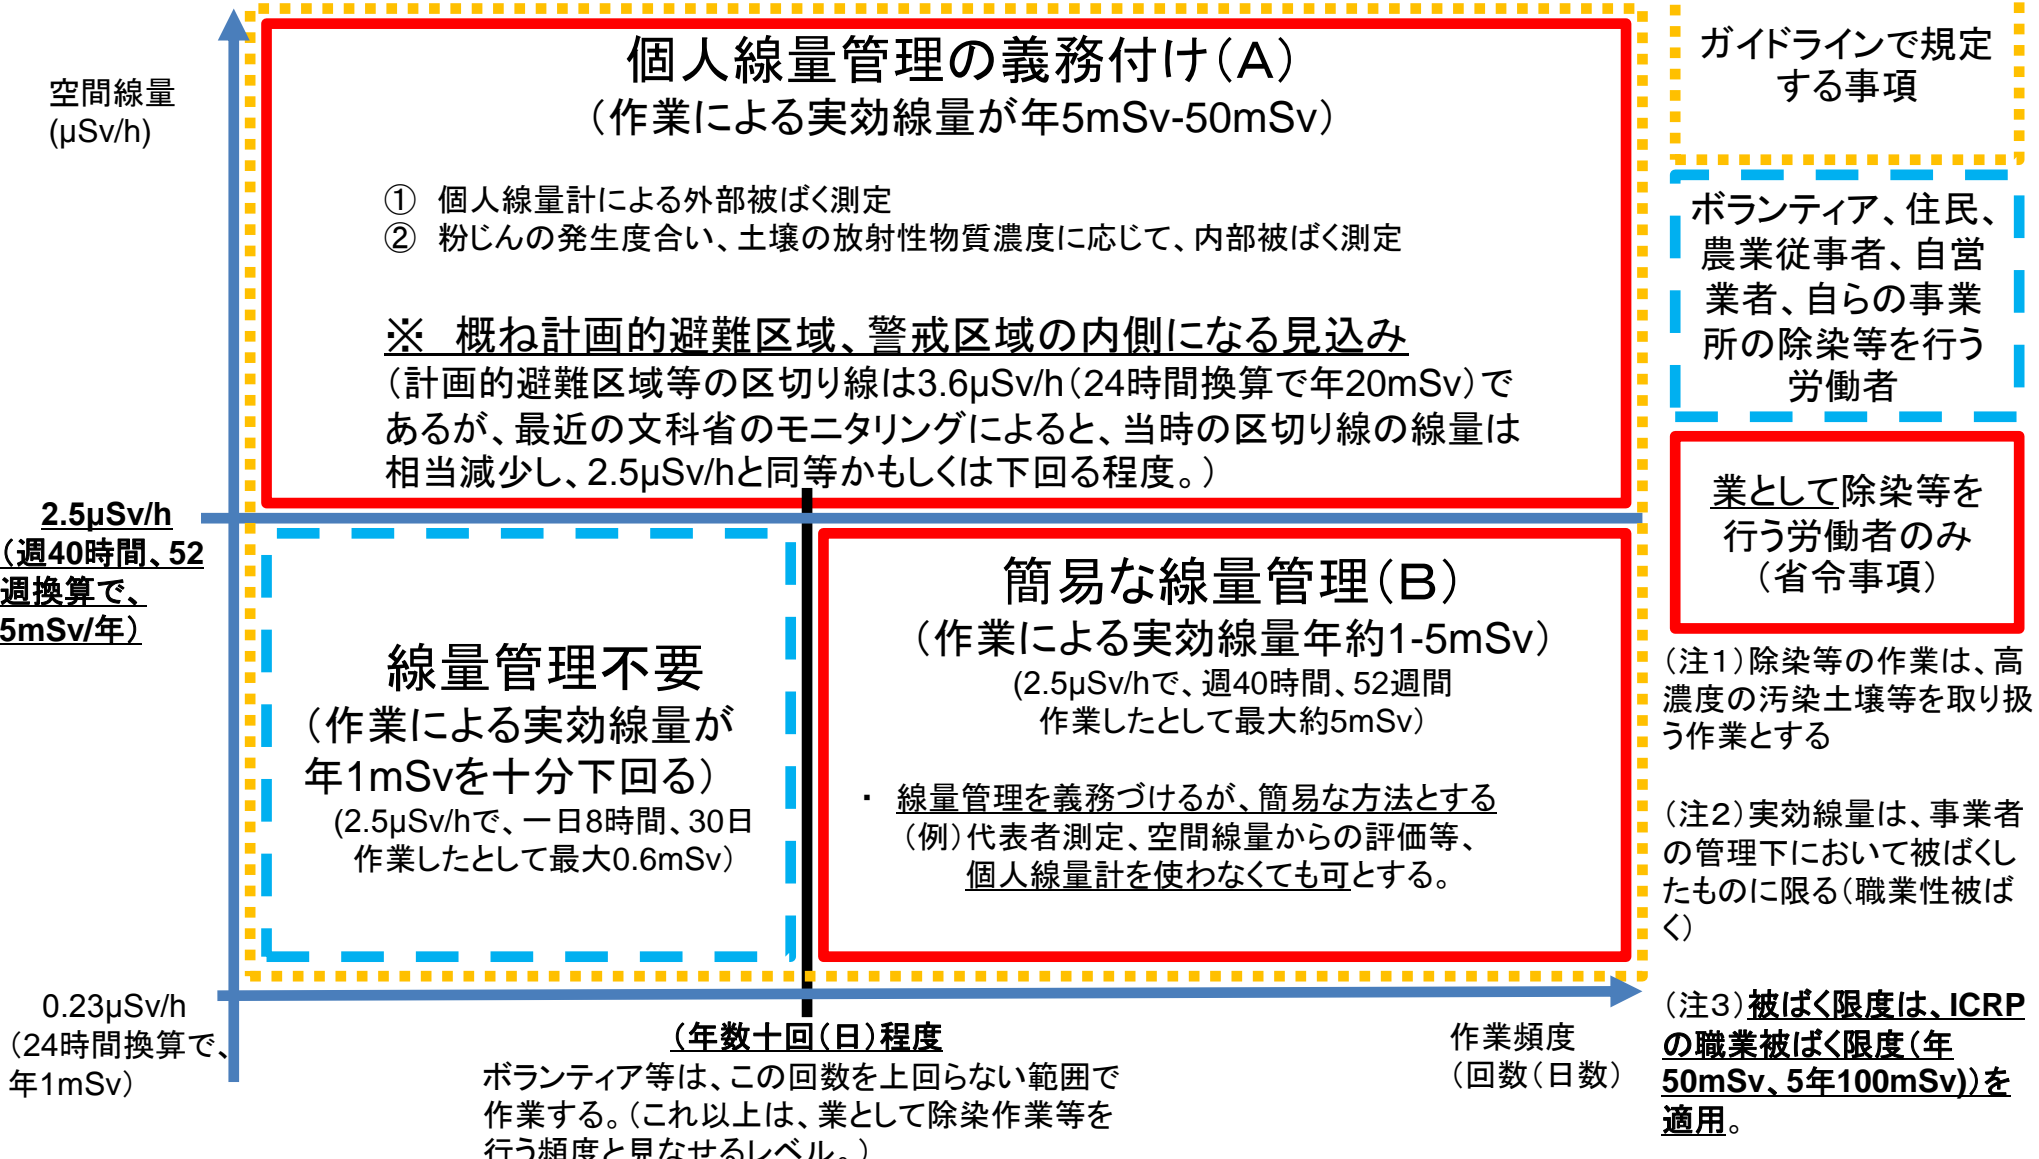 空間線量
(μSv/h)
個人線量管理の義務付け（A）
（作業による実効線量が年5mSv-50mSv）
① 個人線量計による外部被ばく測定
② 粉じんの発生度合い、土壌の放射性物質濃度に応じて、内部被ばく測定
※ 概ね計画的避難区域、警戒区域の内側になる見込み
（計画的避難区域等の区切り線は3.6μSv/h（24時間換算で年20mSv）で
あるが、最近の文科省のモニタリングによると、当時の区切り線の線量は
相当減少し、2.5μSv/hと同等かもしくは下回る程度。）
2.5μSv/h
（週40時間、52
週換算で、
5mSv/年）
線量管理不要
（作業による実効線量が
年1mSvを十分下回る）
(2.5μSv/hで、一日8時間、30日
作業したとして最大0.6mSv）
簡易な線量管理（B）
（作業による実効線量年約1-5mSv）
(2.5μSv/hで、週40時間、52週間
作業したとして最大約5mSv）
・ 線量管理を義務づけるが、簡易な方法とする
（例）代表者測定、空間線量からの評価等、
個人線量計を使わなくても可とする。
0.23μSv/h
（24時間換算で、
年1mSv）
（年数十回（日）程度
ボランティア等は、この回数を上回らない範囲で
作業する。（これ以上は、業として除染作業等を
行う頻度と見なせるレベル。）
作業頻度
（回数（日数）
ガイドラインで規定
する事項
ボランティア、住民、
農業従事者、自営
業者、自らの事業
所の除染等を行う
労働者
業として除染等を
行う労働者のみ
（省令事項）
（注１）除染等の作業は、高
濃度の汚染土壌等を取り扱
う作業とする
（注２）実効線量は、事業者
の管理下において被ばくし
たものに限る（職業性被ば
く）
（注３）被ばく限度は、ICRP
の職業被ばく限度（年
50mSv、5年100mSv)）を
適用。